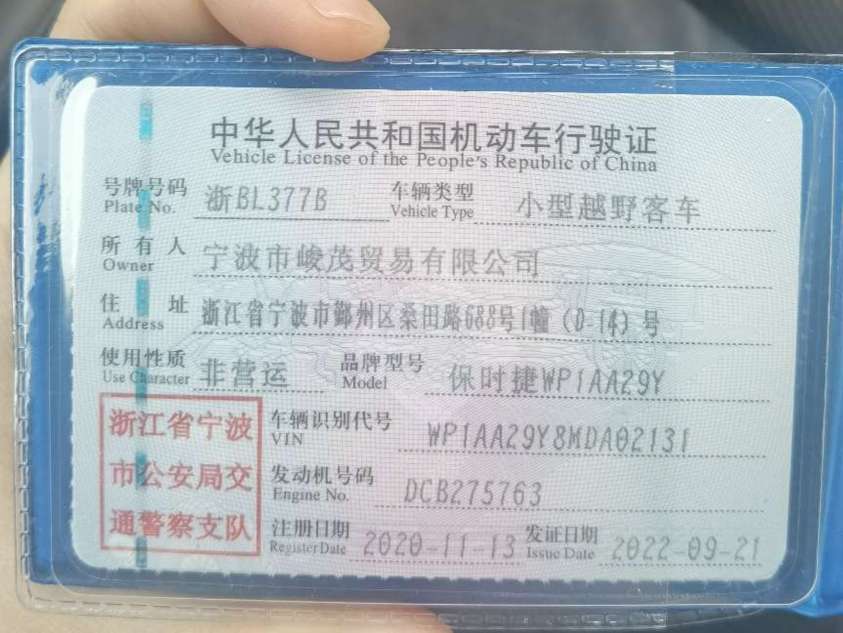 中华人民共和国机动车行驶证
Vehicle License of the People's Republic of China
号牌号码 浙BL377B 车辆类型 小型越野客车
Plate No. Vehicle Type
所有人 宁波市峻茂贸易有限公司
Owner
住址 浙江省宁波市鄞州区桑田路688号1幢(D-14)号
Address
使用性质 非营运 品牌型号 保时捷WP1AA29Y
Use Character Model
浙江省宁波
市公安局交
通警察支队
车辆识别代号 WP1AA29Y8MDA02131
VIN
发动机号码 DCB275763
Engine No.
注册日期 2020-11-13 发证日期 2022-09-21
Register Date Issue Date